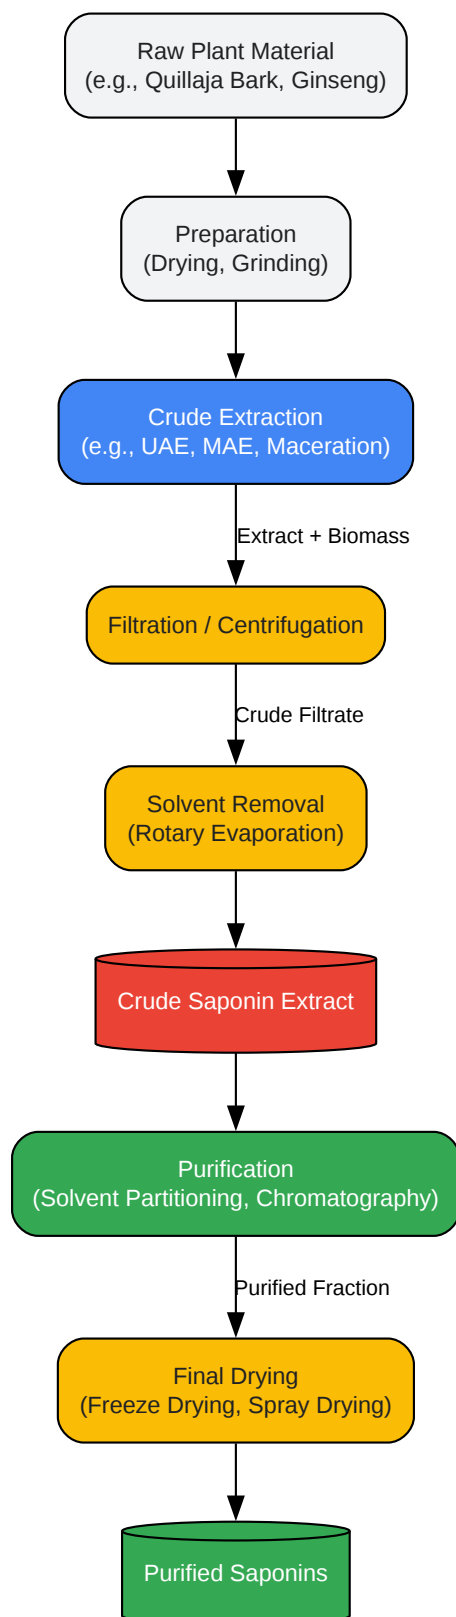 Raw Plant Material
(e.g., Quillaja Bark, Ginseng)
Preparation
(Drying, Grinding)
Crude Extraction
(e.g., UAE, MAE, Maceration)
Extract + Biomass
Filtration / Centrifugation
Crude Filtrate
Solvent Removal
(Rotary Evaporation)
Crude Saponin Extract
Purification
(Solvent Partitioning, Chromatography)
Purified Fraction
Final Drying
(Freeze Drying, Spray Drying)
Purified Saponins